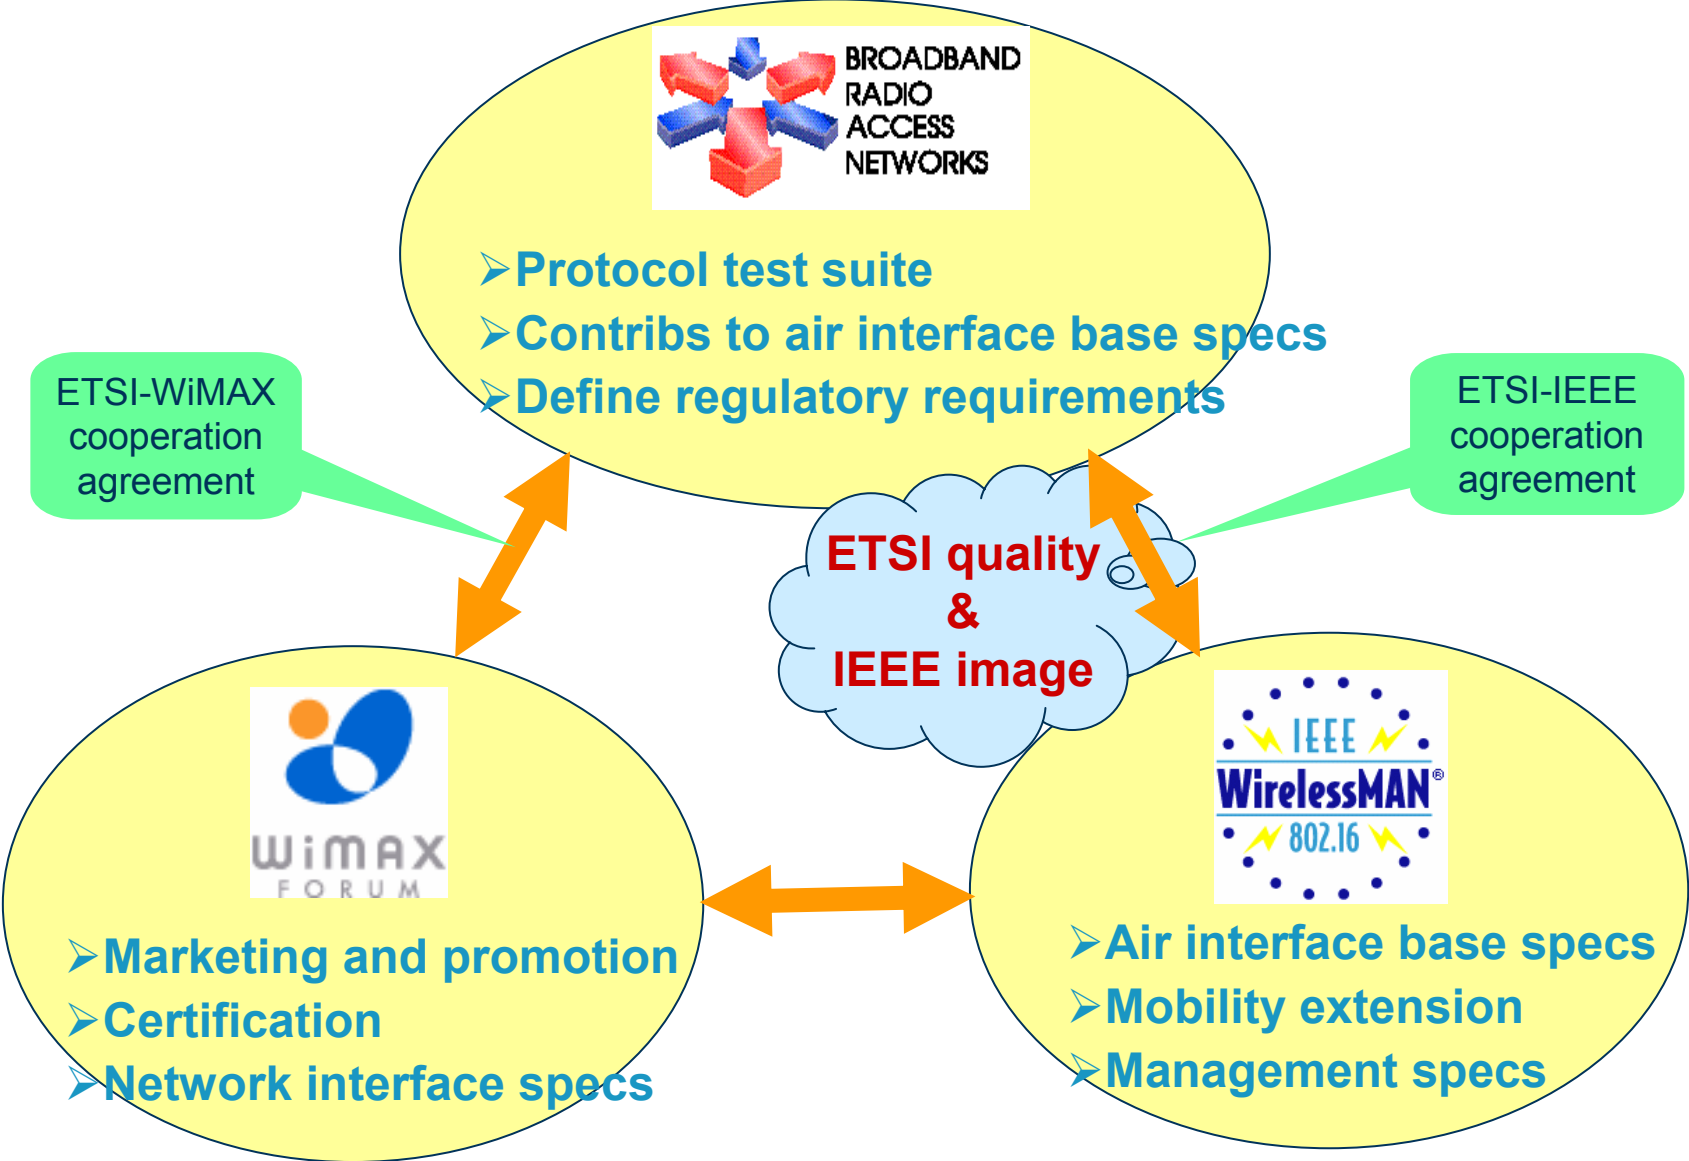 BROADBAND
RADIO
ACCESS
NETWORKS
➢Protocol test suite
➢Contribs to air interface base specs
➢Define regulatory requirements
ETSI-WiMAX
cooperation
agreement
ETSI-IEEE
cooperation
agreement
ETSI quality
&
IEEE image
WiMAX
FORUM
➢Marketing and promotion
➢Certification
➢Network interface specs
IEEE
WirelessMAN®
802.16
➢Air interface base specs
➢Mobility extension
➢Management specs